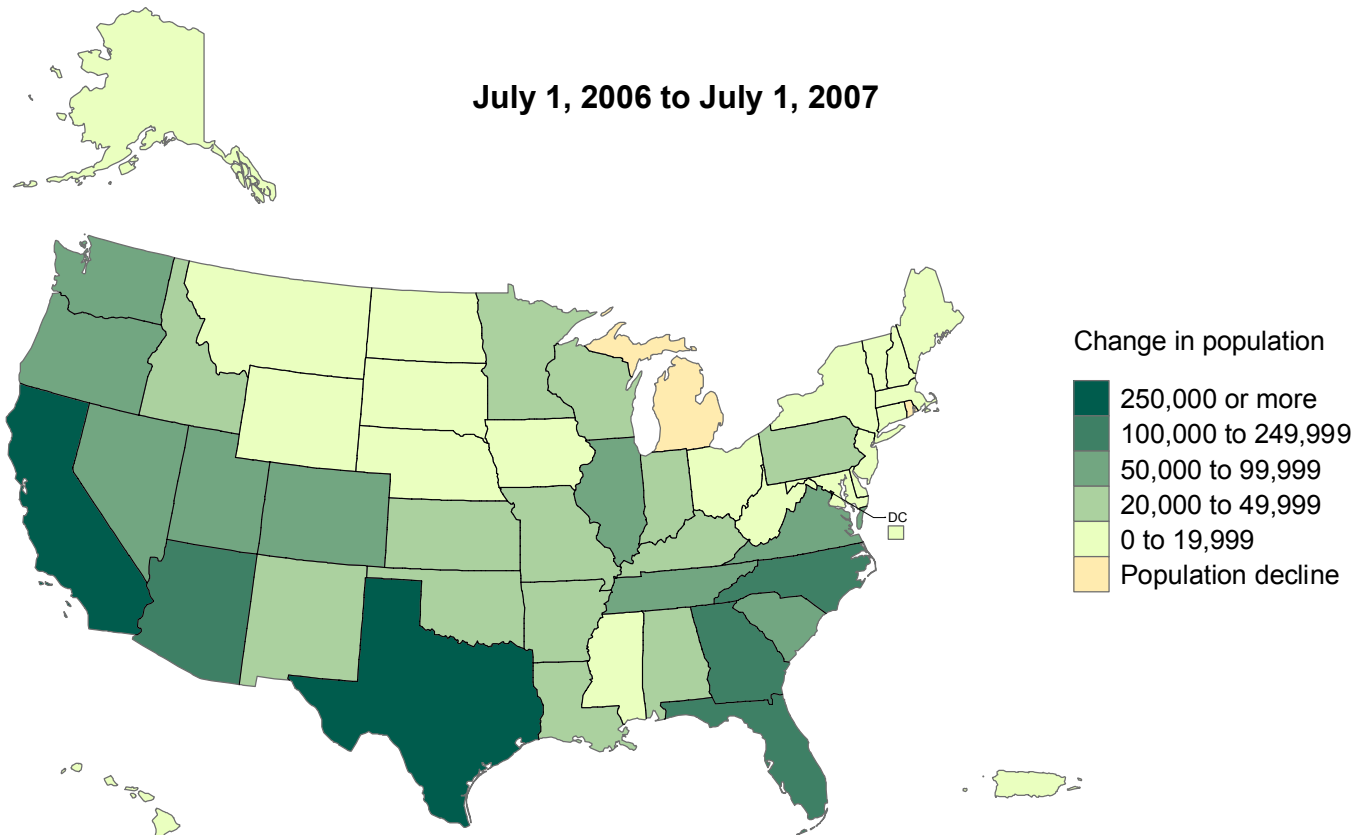 July 1, 2006 to July 1, 2007
Change in population
250,000 or more
100,000 to 249,999
50,000 to 99,999
20,000 to 49,999
0 to 19,999
Population decline
DC